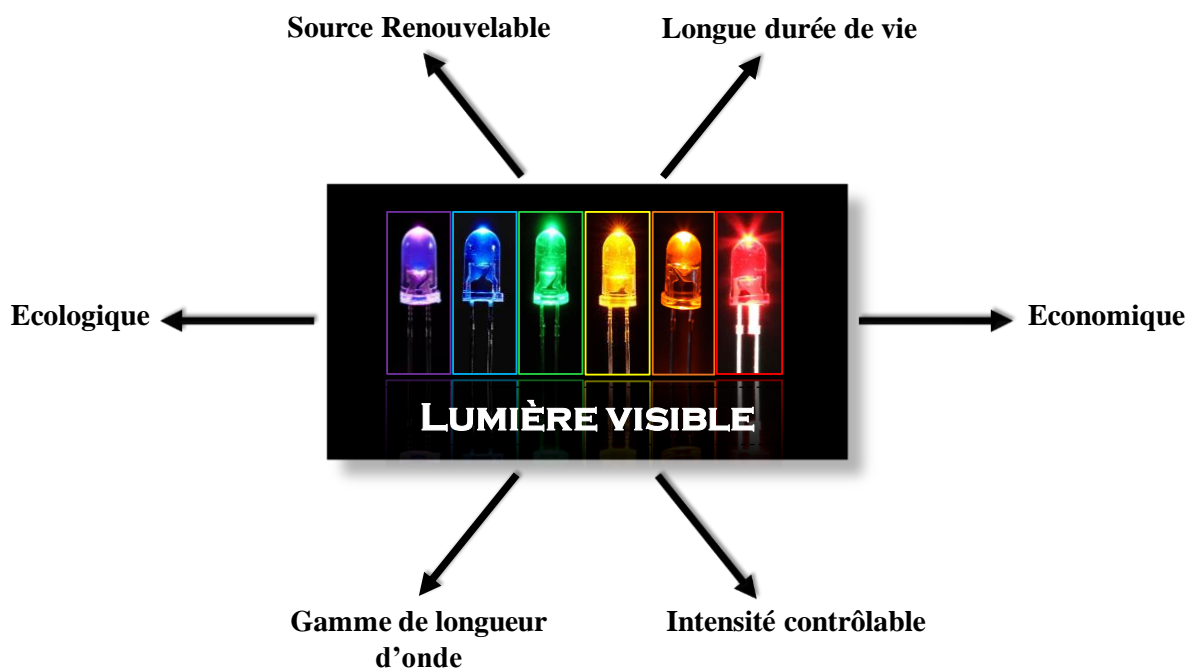 Source Renouvelable
Longue durée de vie
Ecologique
Economique
LUMIÈRE VISIBLE
Gamme de longueur
d’onde
Intensité contrôlable